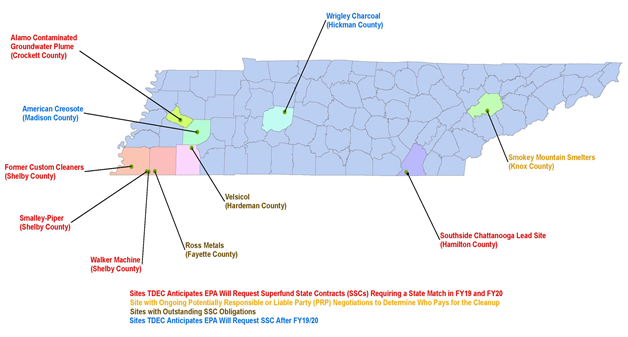 Wrigley Charcoal
(Hickman County)
Alamo Contaminated
Groundwater Plume
(Crockett County)
American Creosote
(Madison County)
Smokey Mountain Smelters
(Knox County)
Former Custom Cleaners
(Shelby County)
Velsicol
(Hardeman County)
Smalley-Piper
(Shelby County)
Southside Chattanooga Lead Site
(Hamilton County)
Ross Metals
(Fayette County)
Walker Machine
(Shelby County)
Sites TDEC Anticipates EPA Will Request Superfund State Contracts (SSCs) Requiring a State Match in FY19 and FY20
Site with Ongoing Potentially Responsible or Liable Party (PRP) Negotiations to Determine Who Pays for the Cleanup
Sites with Outstanding SSC Obligations
Sites TDEC Anticipates EPA Will Request SSC After FY19/20